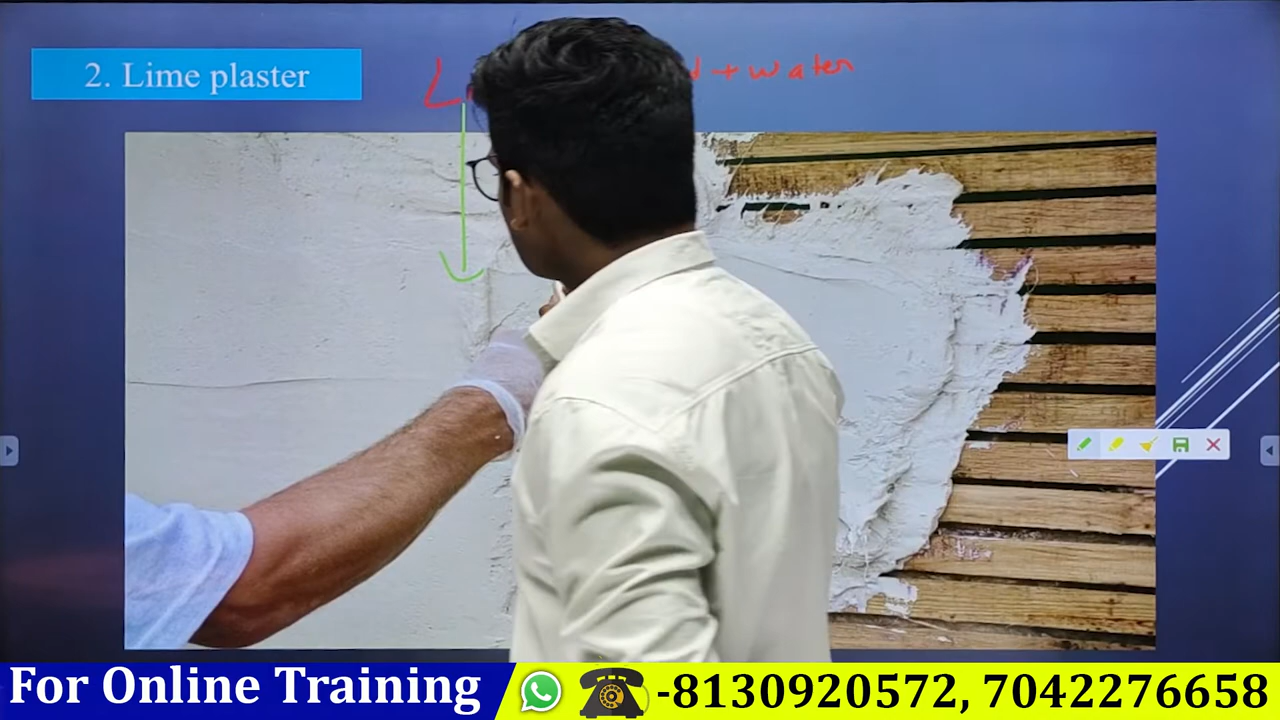 2. Lime plaster
+ water
For Online Training
-8130920572, 7042276658